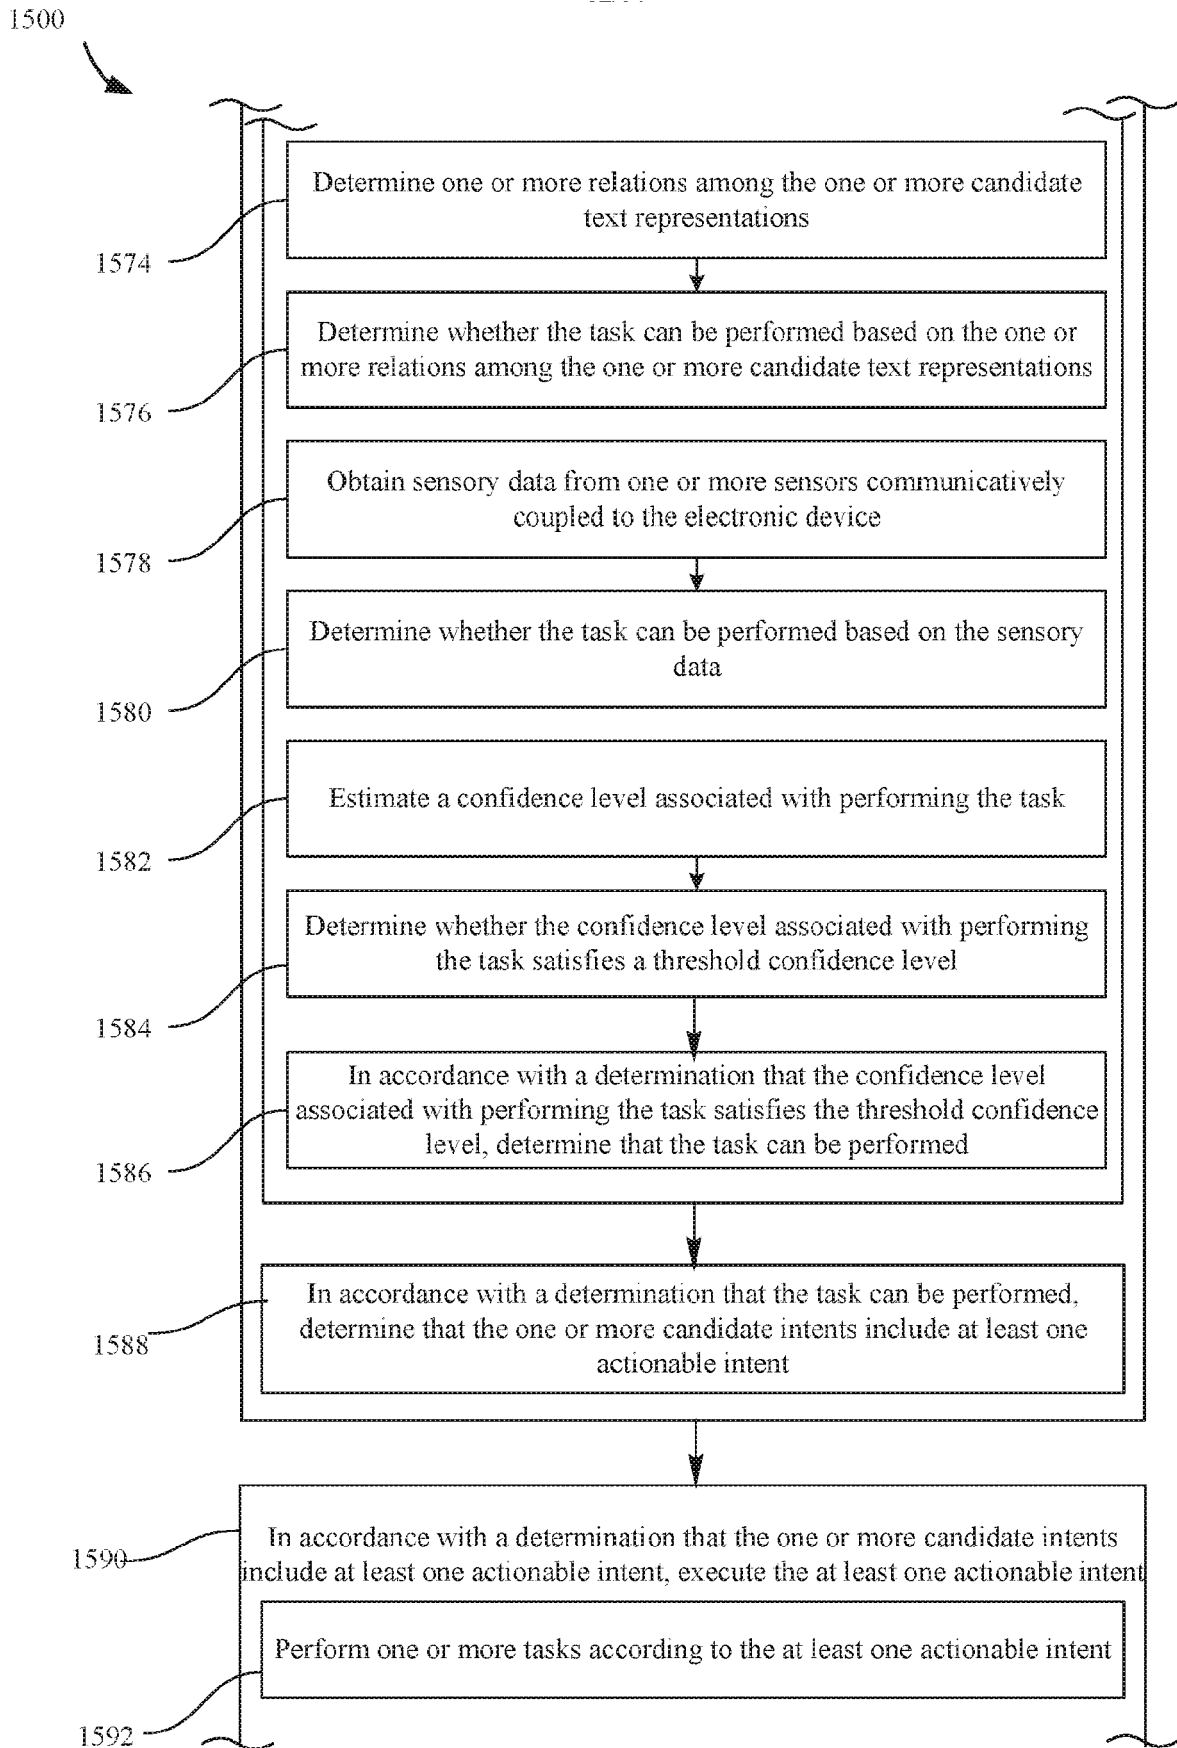 1500
Determine one or more relations among the one or more candidate
text representations
1574
Determine whether the task can be performed based on the one or
more relations among the one or more candidate text representations
1576
Obtain sensory data from one or more sensors communicatively
coupled to the electronic device
1578
Determine whether the task can be performed based on the sensory
data
1580
Estimate a confidence level associated with performing the task
1582
Determine whether the confidence level associated with performing
the task satisfies a threshold confidence level
1584
In accordance with a determination that the confidence level
associated with performing the task satisfies the threshold confidence
level, determine that the task can be performed
1586
In accordance with a determination that the task can be performed,
determine that the one or more candidate intents include at least one
actionable intent
1588
In accordance with a determination that the one or more candidate intents
include at least one actionable intent, execute the at least one actionable intent
1590
Perform one or more tasks according to the at least one actionable intent
1592